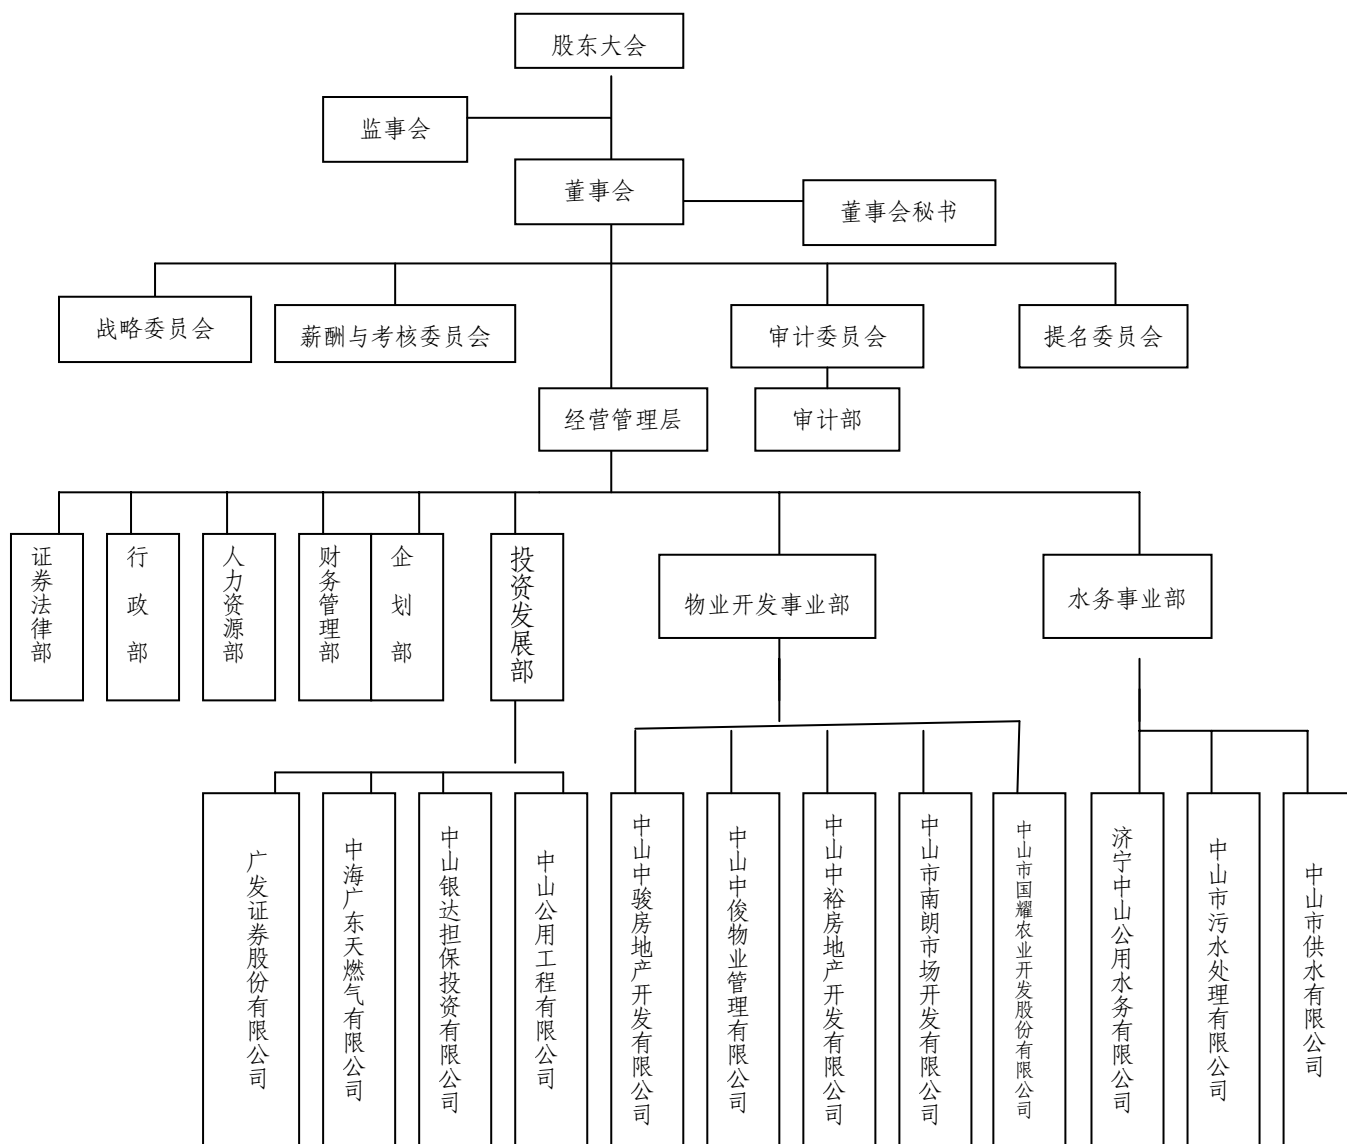 股东大会
监事会
董事会
董事会秘书
战略委员会
薪酬与考核委员会
审计委员会
提名委员会
经营管理层
审计部
证券法律部
行政部
人力资源部
财务管理部
企划部
投资发展部
物业开发事业部
水务事业部
广发证券股份有限公司
中海广东天燃气有限公司
中山银达担保投资有限公司
中山公用工程有限公司
中山中骏房地产开发有限公司
中山中俊物业管理有限公司
中山中裕房地产开发有限公司
中山市南朗市场开发有限公司
中山市国耀农业开发股份有限公司
济宁中山公用水务有限公司
中山市污水处理有限公司
中山市供水有限公司